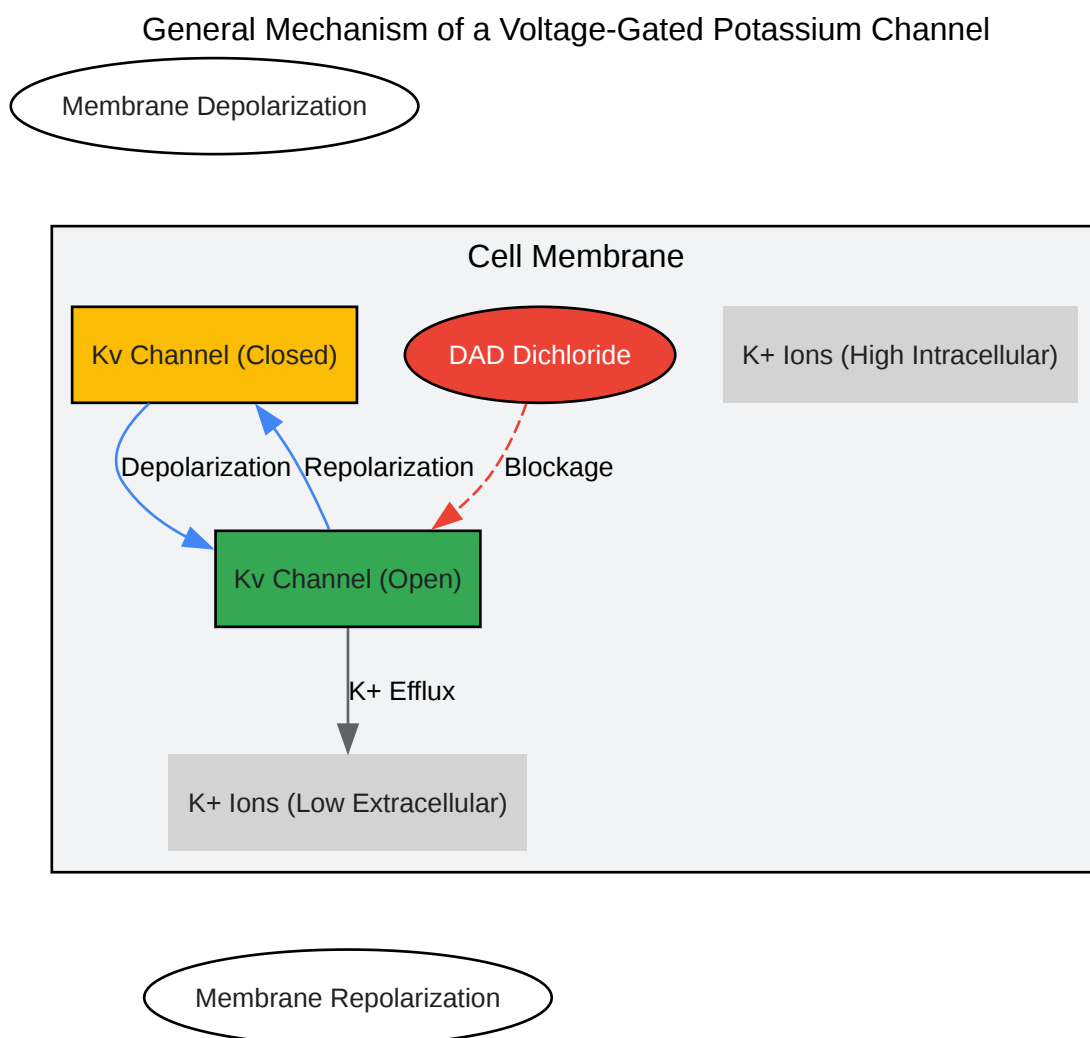 General Mechanism of a Voltage-Gated Potassium Channel
Membrane Depolarization
Cell Membrane
Kv Channel (Closed)
DAD Dichloride
K+ Ions (High Intracellular)
Depolarization
Repolarization
Blockage
Kv Channel (Open)
K+ Efflux
K+ Ions (Low Extracellular)
Membrane Repolarization